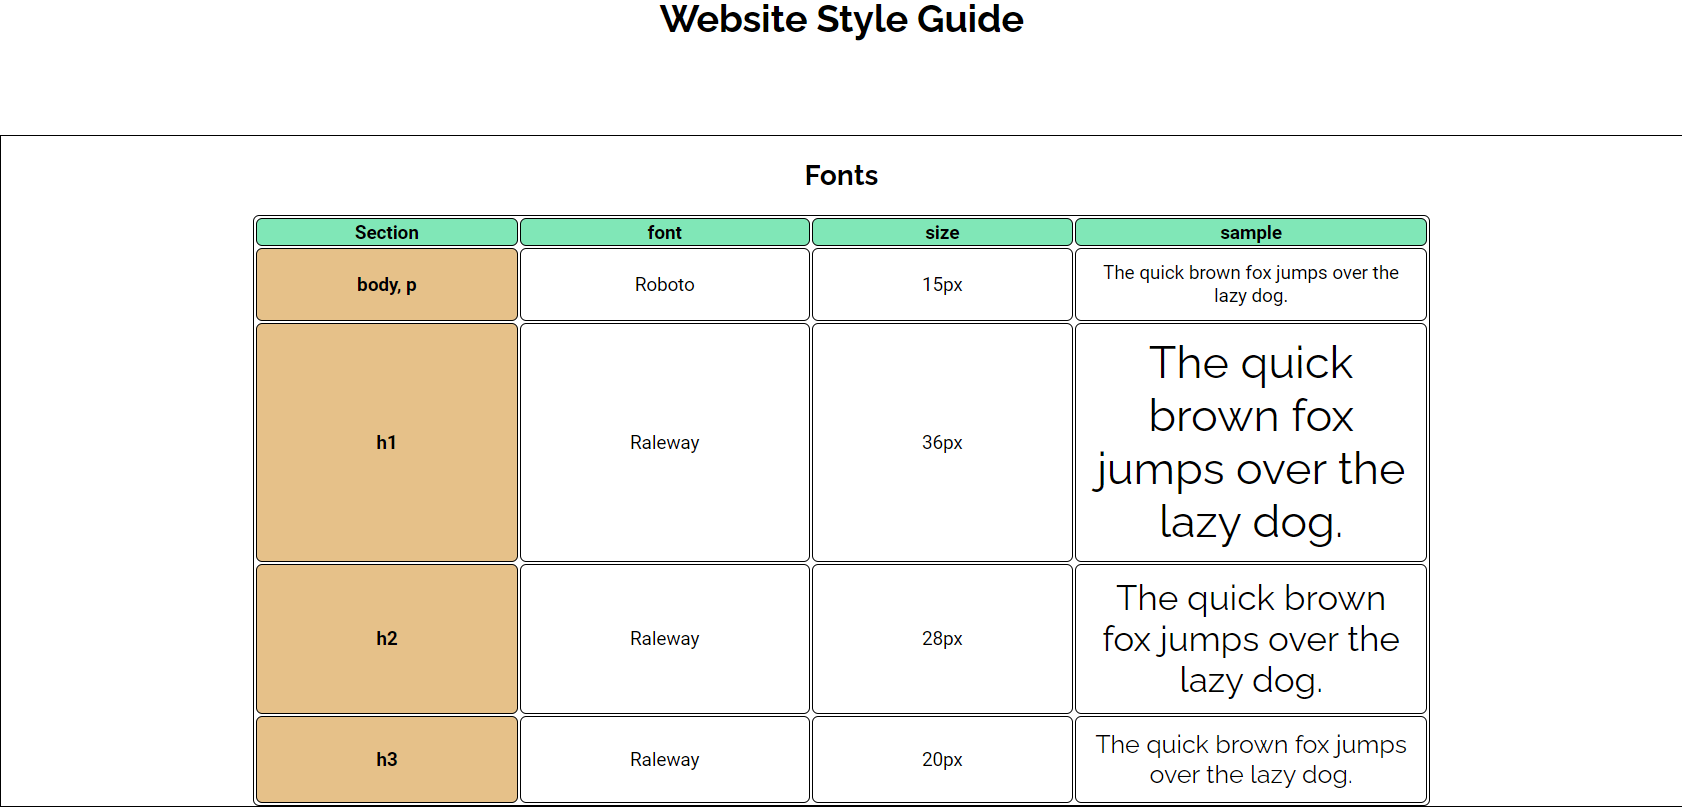 Website Style Guide
Fonts
Section font size sample
body, p Roboto 15px The quick brown fox jumps over the
lazy dog.
h1 Raleway 36px The quick
brown fox
jumps over the
lazy dog.
h2 Raleway 28px The quick brown
fox jumps over the
lazy dog.
h3 Raleway 20px The quick brown fox jumps
over the lazy dog.